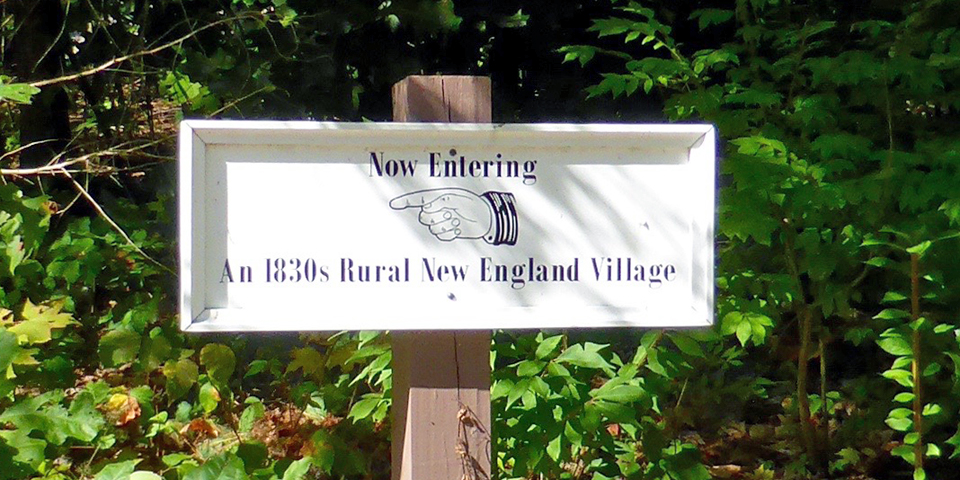 Now Entering
An 1830s Rural New England Village